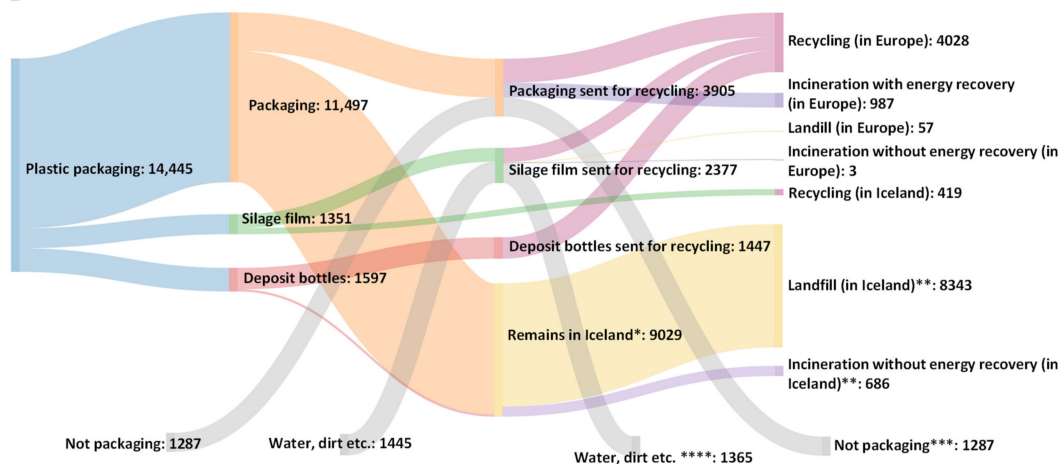 Plastic packaging: 14,445
Packaging: 11,497
Silage film: 1351
Deposit bottles: 1597
Packaging sent for recycling: 3905
Silage film sent for recycling: 2377
Deposit bottles sent for recycling: 1447
Remains in Iceland*: 9029
Recycling (in Europe): 4028
Incineration with energy recovery
(in Europe): 987
Landill (in Europe): 57
Incineration without energy recovery (in
Europe): 3
Recycling (in Iceland): 419
Landfill (in Iceland)**: 8343
Incineration without energy recovery (in
Iceland)**: 686
Not packaging: 1287
Water, dirt etc.: 1445
Water, dirt etc. ****: 1365
Not packaging***: 1287